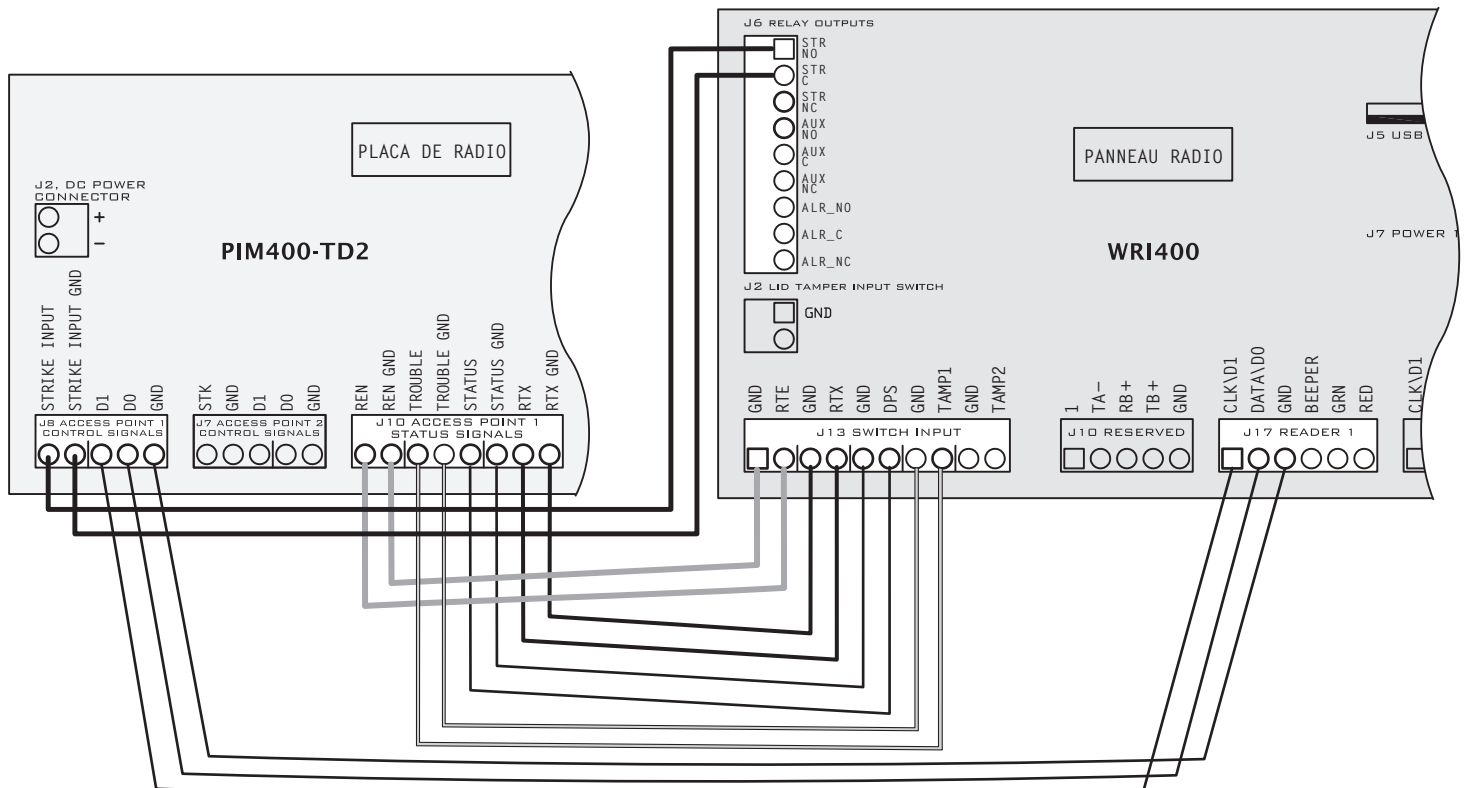 J6 RELAY OUTPUTS
STR
NO
STR
C
STR
NC
AUX
NO
AUX
C
AUX
NC
ALR_NO
ALR_C
ALR_NC
PLACA DE RADIO
PANNEAU RADIO
J5 USB
J2, DC POWER
CONNECTOR
+
−
PIM400-TD2
WRI400
J7 POWER 1
J2 LID TAMPER INPUT SWITCH
GND
STRIKE INPUT
STRIKE INPUT GND
D1
D0
GND
J8 ACCESS POINT 1
CONTROL SIGNALS
STK
GND
D1
D0
GND
J7 ACCESS POINT 2
CONTROL SIGNALS
REN
REN GND
TROUBLE
TROUBLE GND
STATUS
STATUS GND
RTX
RTX GND
J10 ACCESS POINT 1
STATUS SIGNALS
GND
RTE
GND
RTX
GND
DPS
GND
TAMP1
GND
TAMP2
J13 SWITCH INPUT
1
TA-
RB+
TB+
GND
J10 RESERVED
CLK\D1
DATA\D0
GND
BEEPER
GRN
RED
J17 READER 1
CLK\D1